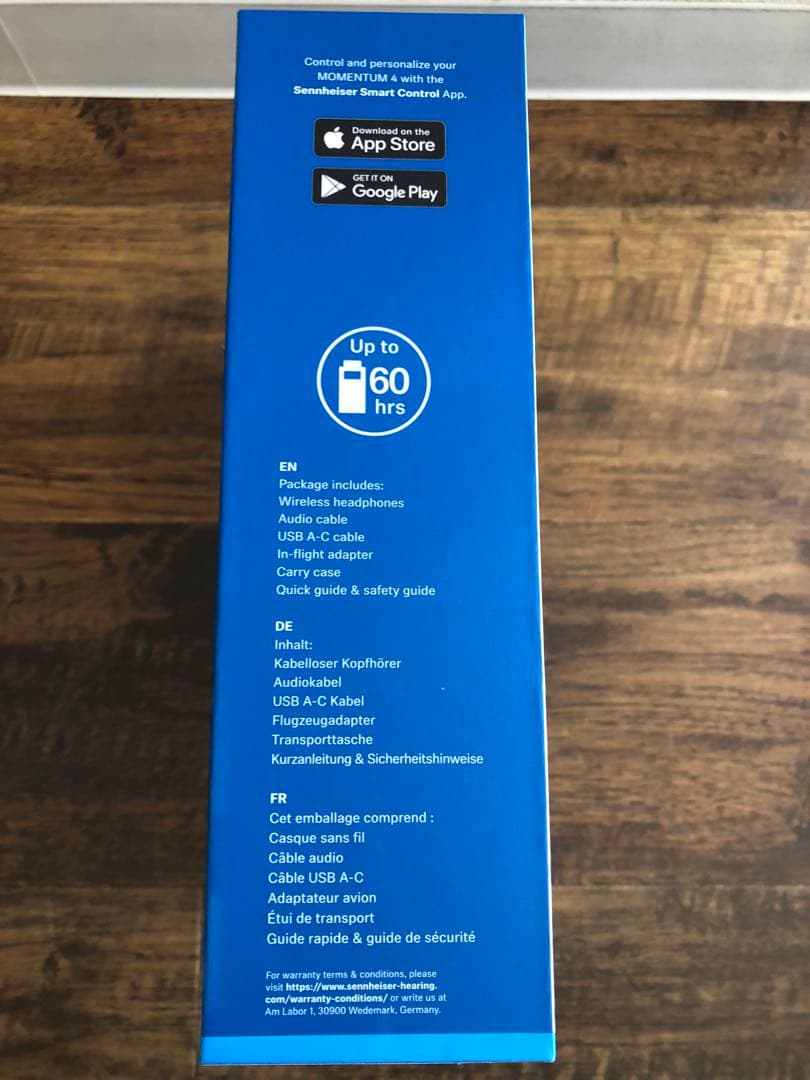 Control and personalize your
MOMENTUM 4 with the
Sennheiser Smart Control App.
Download on the
App Store
GET IT ON
Google Play
Up to
60
hrs
EN
Package includes:
Wireless headphones
Audio cable
USB A-C cable
In-flight adapter
Carry case
Quick guide & safety guide
DE
Inhalt:
Kabelloser Kopfhörer
Audiokabel
USB A-C Kabel
Flugzeugadapter
Transporttasche
Kurzanleitung & Sicherheitshinweise
FR
Cet emballage comprend :
Casque sans fil
Câble audio
Câble USB A-C
Adaptateur avion
Étui de transport
Guide rapide & guide de sécurité
For warranty terms & conditions, please
visit https://www.sennheiser-hearing.
com/warranty-conditions/ or write us at
Am Labor 1, 30900 Wedemark, Germany.